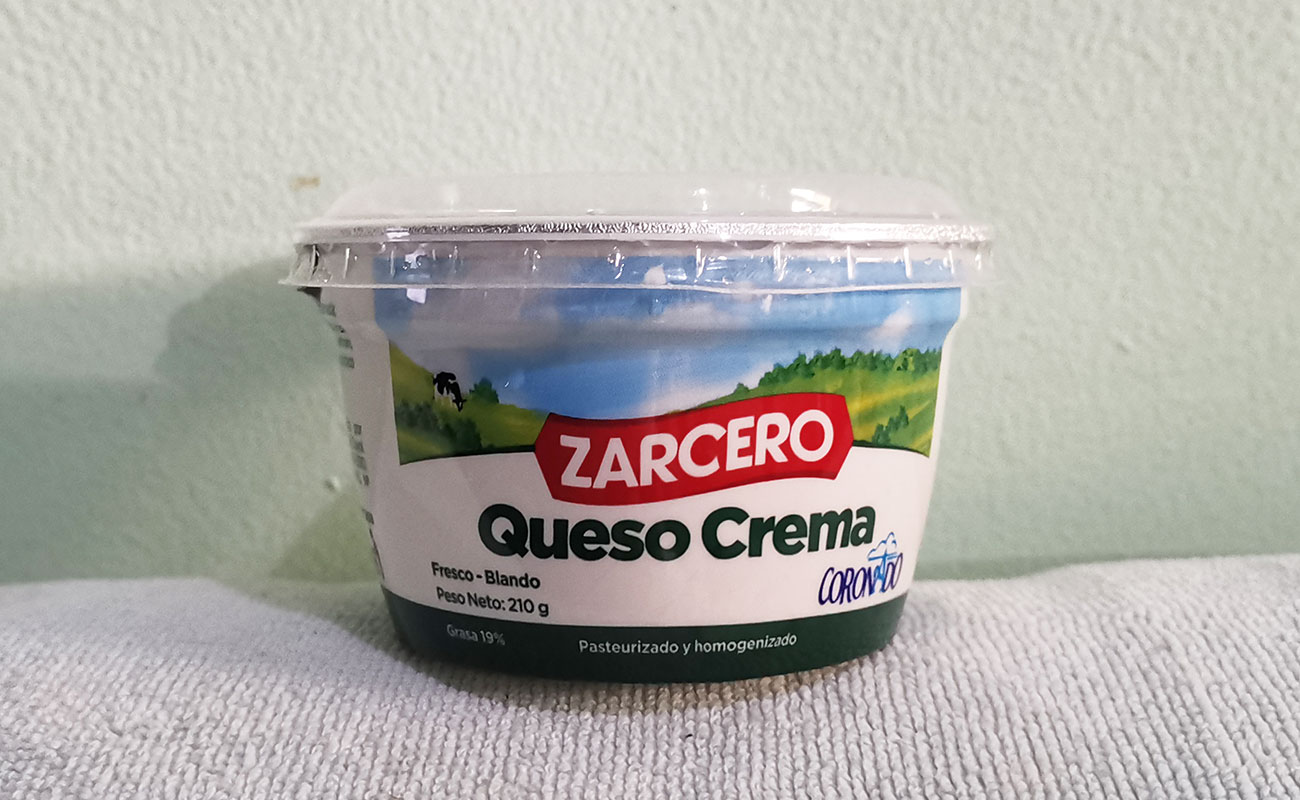 ZARCERO
Queso Crema
CORONADO
Fresco - Blando
Peso Neto: 210 g
Grasa 19%
Pasteurizado y homogenizado